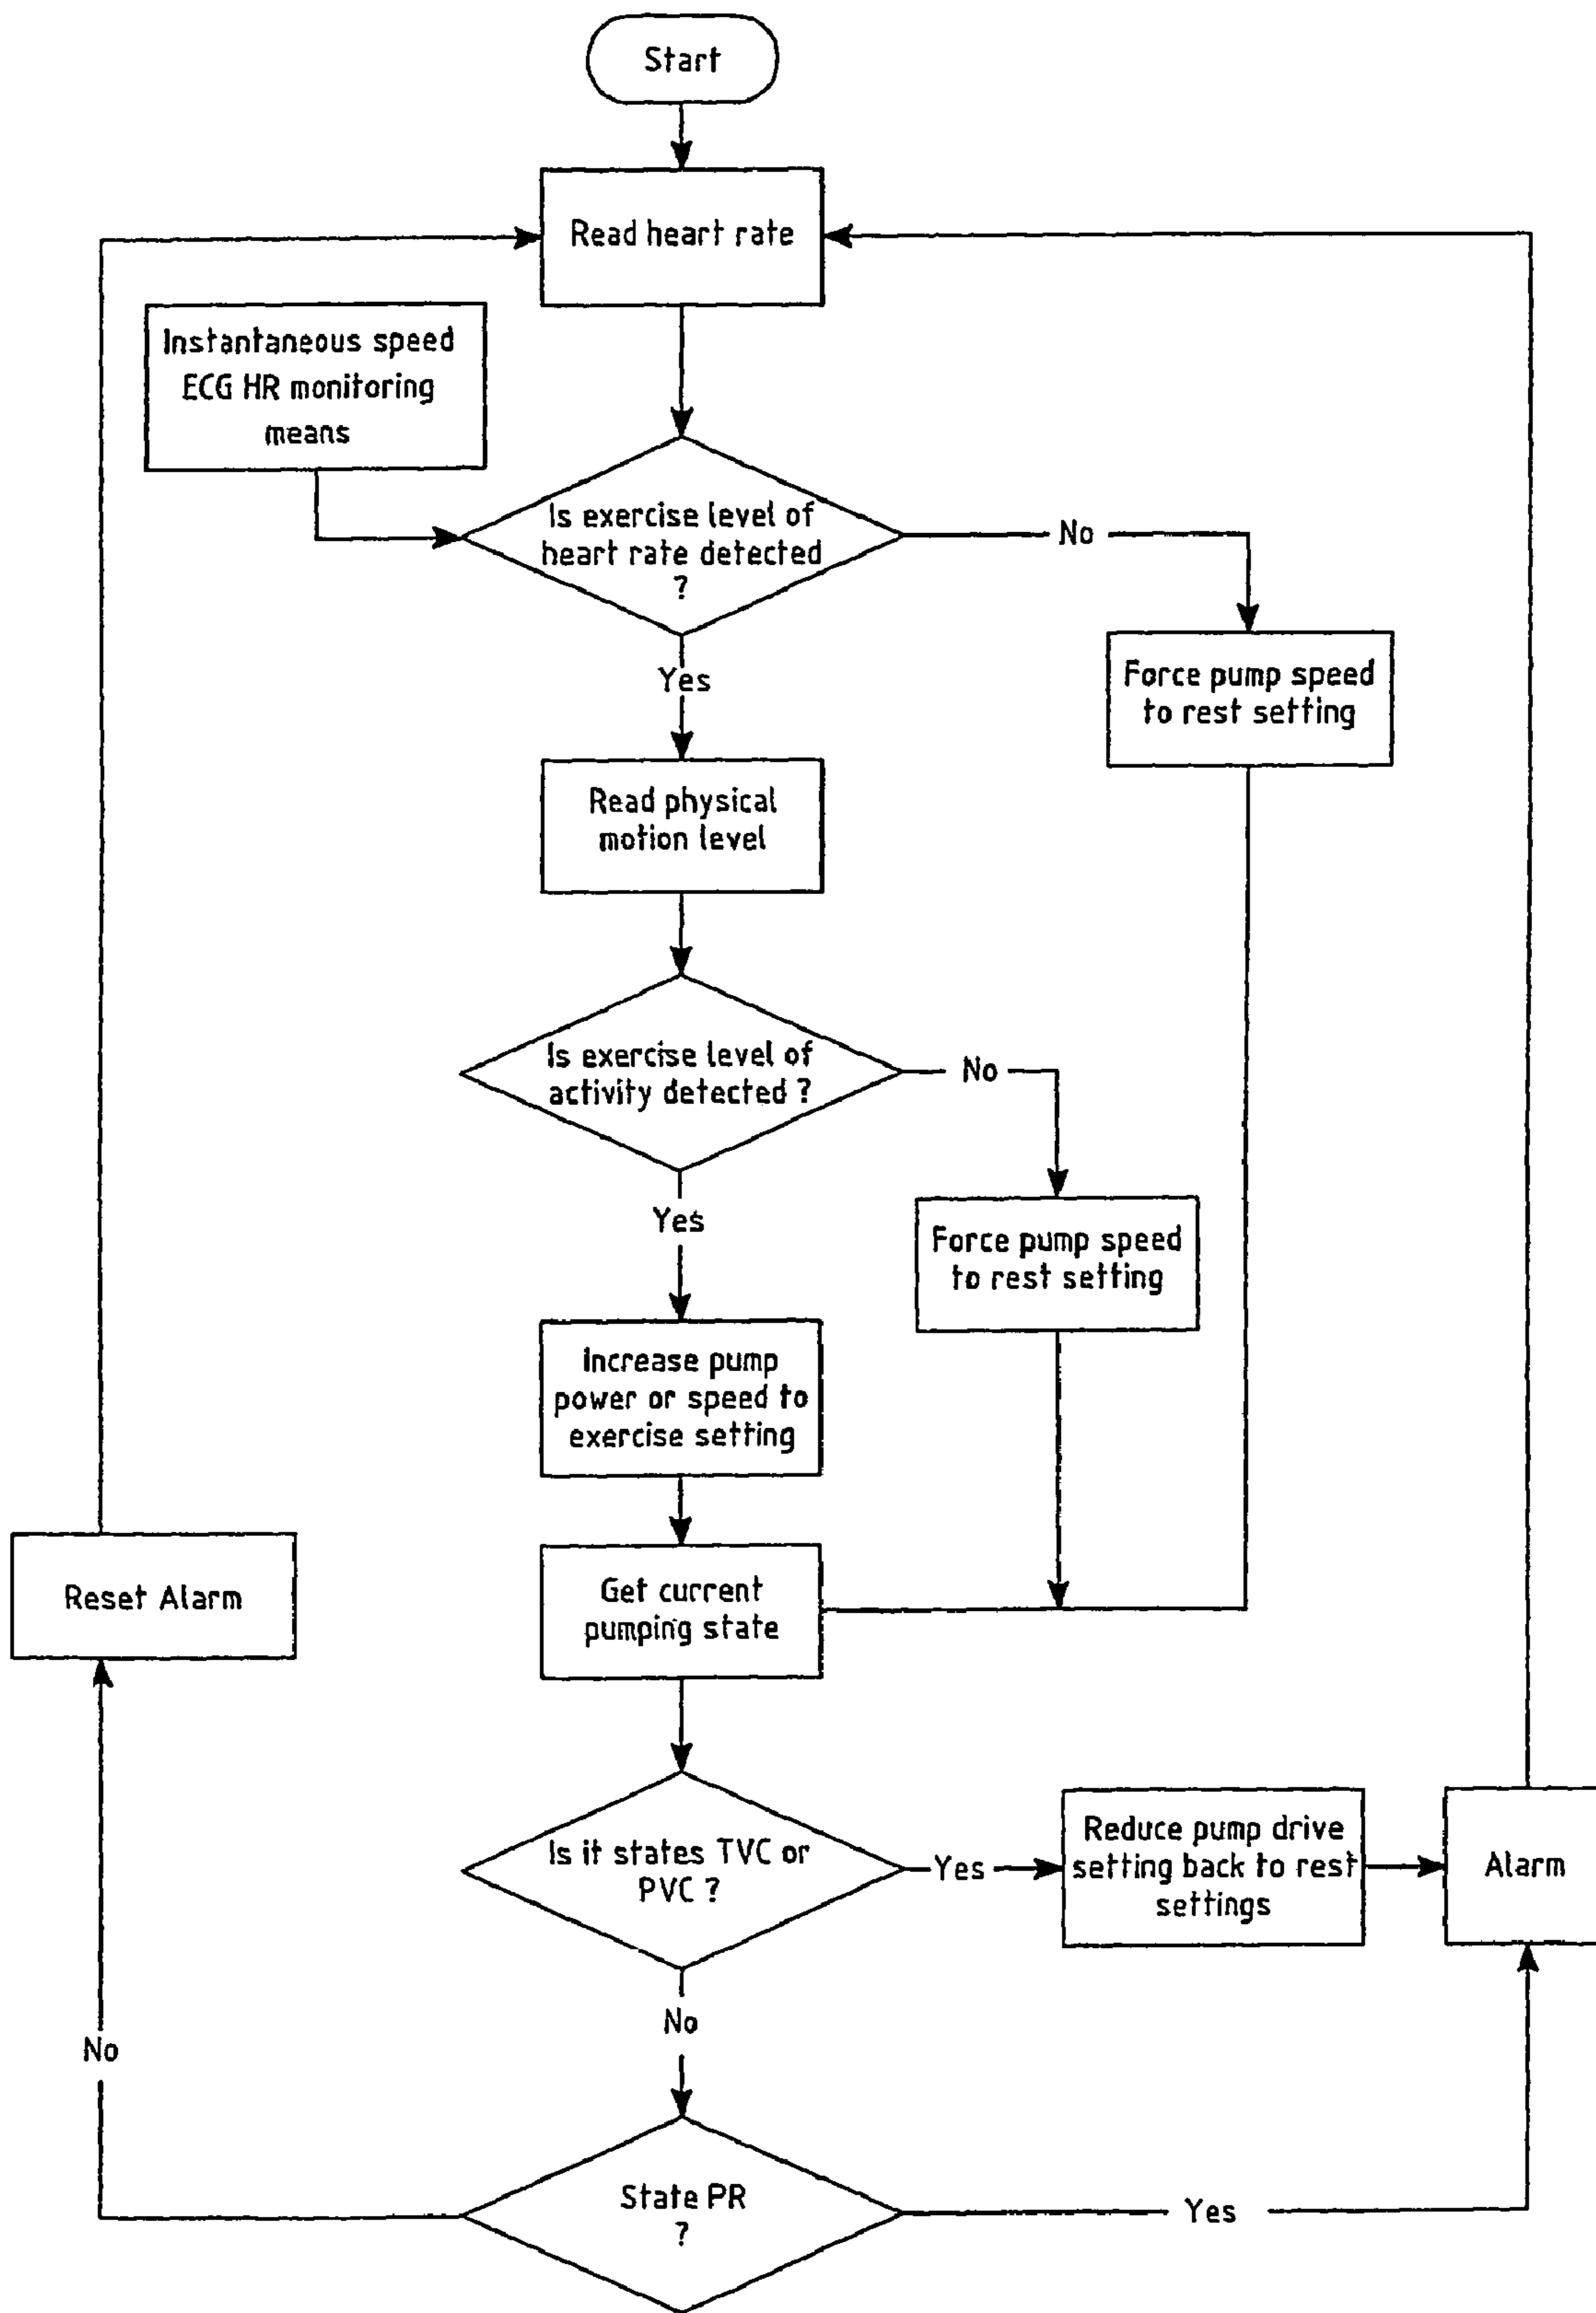 Start
Read heart rate
Instantaneous speed
ECG HR monitoring
means
Is exercise level of
heart rate detected
?
No
Yes
Force pump speed
to rest setting
Read physical
motion level
Is exercise level of
activity detected ?
No
Yes
Force pump speed
to rest setting
Increase pump
power or speed to
exercise setting
Reset Alarm
Get current
pumping state
Is it states TVC or
PVC ?
Yes
Reduce pump drive
setting back to rest
settings
Alarm
No
No
State PR
?
Yes